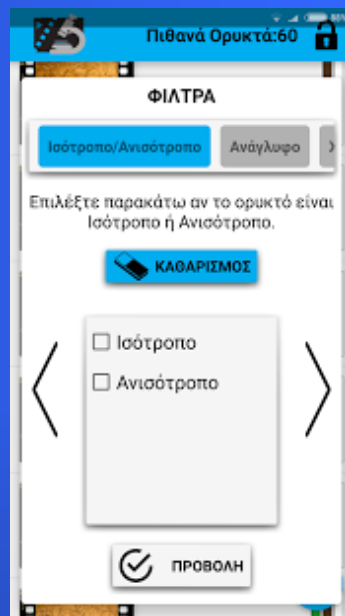 Πιθανά Ορυκτά:60
ΦΙΛΤΡΑ
Ισότροπο/Ανισότροπο Ανάγλυφο
Επιλέξτε παρακάτω αν το ορυκτό είναι
Ισότροπο ή Ανισότροπο.
ΚΑΘΑΡΙΣΜΟΣ
Ισότροπο
Ανισότροπο
ΠΡΟΒΟΛΗ